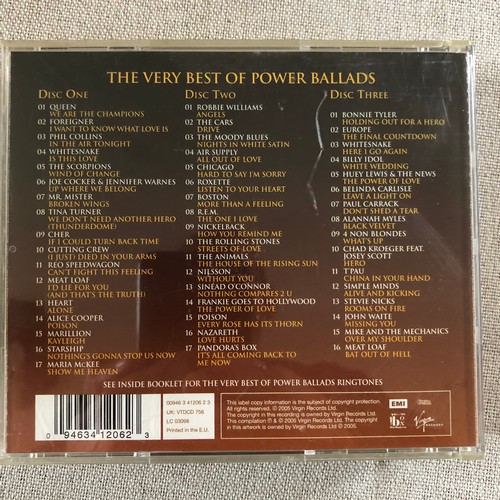 THE VERY BEST OF POWER BALLADS
DISC ONE
01 QUEEN
WE ARE THE CHAMPIONS
02 FOREIGNER
I WANT TO KNOW WHAT LOVE IS
03 PHIL COLLINS
IN THE AIR TONIGHT
04 WHITESNAKE
IS THIS LOVE
05 THE SCORPIONS
WIND OF CHANGE
06 JOE COCKER & JENNIFER WARNES
UP WHERE WE BELONG
07 MR MISTER
BROKEN WINGS
08 TINA TURNER
WE DON'T NEED ANOTHER HERO
(THUNDERDOME)
09 CHER
IF I COULD TURN BACK TIME
10 CUTTING CREW
(I JUST) DIED IN YOUR ARMS
11 REO SPEEDWAGON
CAN'T FIGHT THIS FEELING
12 MEAT LOAF
I'D LIE FOR YOU
(AND THAT'S THE TRUTH)
13 HEART
ALONE
14 ALICE COOPER
POISON
15 MARILLION
KAYLEIGH
16 STARSHIP
NOTHING'S GONNA STOP US NOW
17 MARIA MCKEE
SHOW ME HEAVEN
DISC TWO
01 ROBBIE WILLIAMS
ANGELS
02 THE CARS
DRIVE
03 THE MOODY BLUES
NIGHTS IN WHITE SATIN
04 AIR SUPPLY
ALL OUT OF LOVE
05 CHICAGO
HARD TO SAY I'M SORRY
06 ROXETTE
LISTEN TO YOUR HEART
07 BOSTON
MORE THAN A FEELING
08 R.E.M.
THE ONE I LOVE
09 NICKELBACK
HOW YOU REMIND ME
10 THE ROLLING STONES
STREETS OF LOVE
11 THE ANIMALS
THE HOUSE OF THE RISING SUN
12 NILSSON
WITHOUT YOU
13 SINEAD O'CONNOR
NOTHING COMPARES 2 U
14 FRANKIE GOES TO HOLLYWOOD
THE POWER OF LOVE
15 POISON
EVERY ROSE HAS ITS THORN
16 NAZARETH
LOVE HURTS
17 PANDORA'S BOX
IT'S ALL COMING BACK TO
ME NOW
DISC THREE
01 BONNIE TYLER
HOLDING OUT FOR A HERO
02 EUROPE
THE FINAL COUNTDOWN
03 WHITESNAKE
HERE I GO AGAIN
04 BILLY IDOL
WHITE WEDDING
05 HUEY LEWIS & THE NEWS
THE POWER OF LOVE
06 BELINDA CARLISLE
LEAVE A LIGHT ON
07 PAUL CARRACK
DON'T SHED A TEAR
08 ALANNAH MYLES
BLACK VELVET
09 4 NON BLONDES
WHAT'S UP
10 CHAD KROEGER FEAT.
JOSEY SCOTT
HERO
11 TPAU
CHINA IN YOUR HAND
12 SIMPLE MINDS
ALIVE AND KICKING
13 STEVIE NICKS
ROOMS ON FIRE
14 JOHN WAITE
MISSING YOU
15 MIKE AND THE MECHANICS
OVER MY SHOULDER
16 MEAT LOAF
BAT OUT OF HELL
SEE INSIDE BOOKLET FOR THE VERY BEST OF POWER BALLADS RINGTONES
0 94634 12062 3
00946 3 41206 2 3
UK: VTDCD 756
LC 03098
Printed in the E.U.
This label copy information is the subject of copyright protection.
All rights reserved. © 2005 Virgin Records Ltd.
The copyright in this recording is owned by Virgin Records Ltd.
This compilation ℗ & © 2005 Virgin Records Ltd. The copyright
in this artwork is owned by Virgin Records Ltd. © 2005.
EMI
Virgin